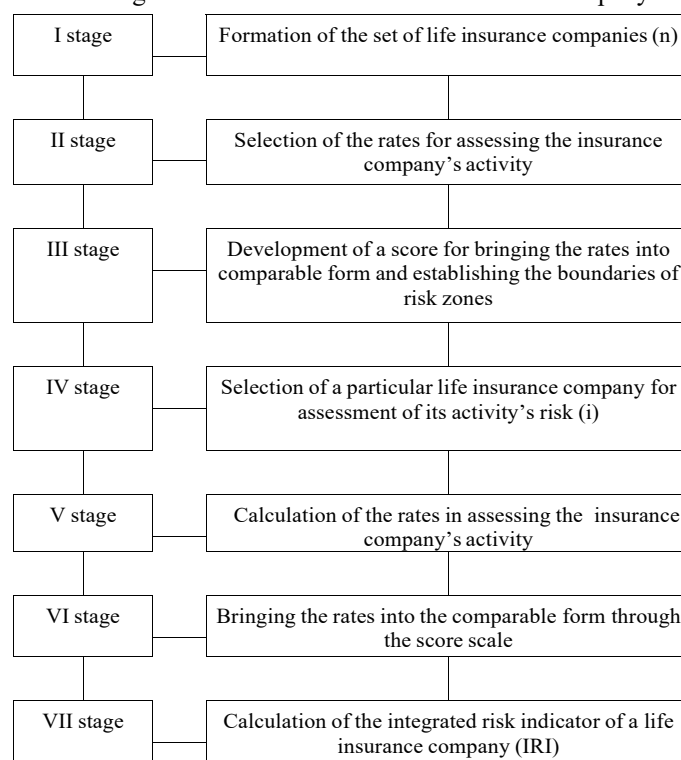 I stage
Formation of the set of life insurance companies (n)
II stage
Selection of the rates for assessing the insurance
company’s activity
III stage
Development of a score for bringing the rates into
comparable form and establishing the boundaries of
risk zones
IV stage
Selection of a particular life insurance company for
assessment of its activity’s risk (i)
V stage
Calculation of the rates in assessing the insurance
company’s activity
VI stage
Bringing the rates into the comparable form through
the score scale
VII stage
Calculation of the integrated risk indicator of a life
insurance company (IRI)